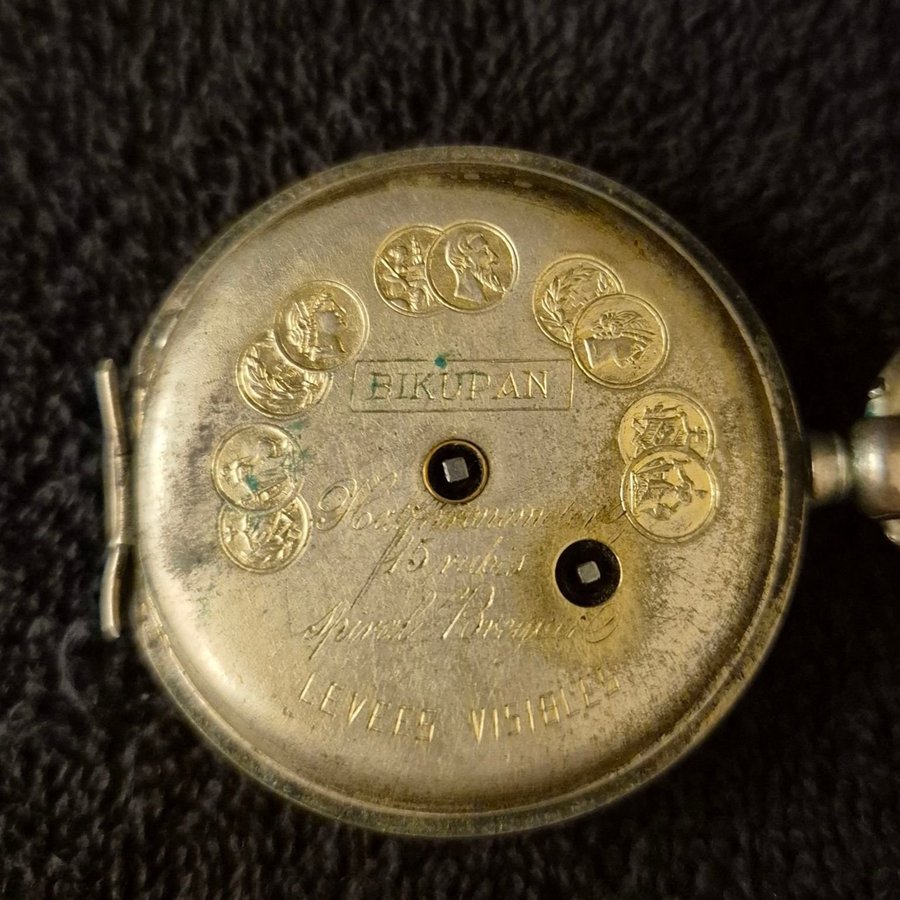 BIKUPAN
15 rubis
Spiral Breguet
LEVEES VISIBLES